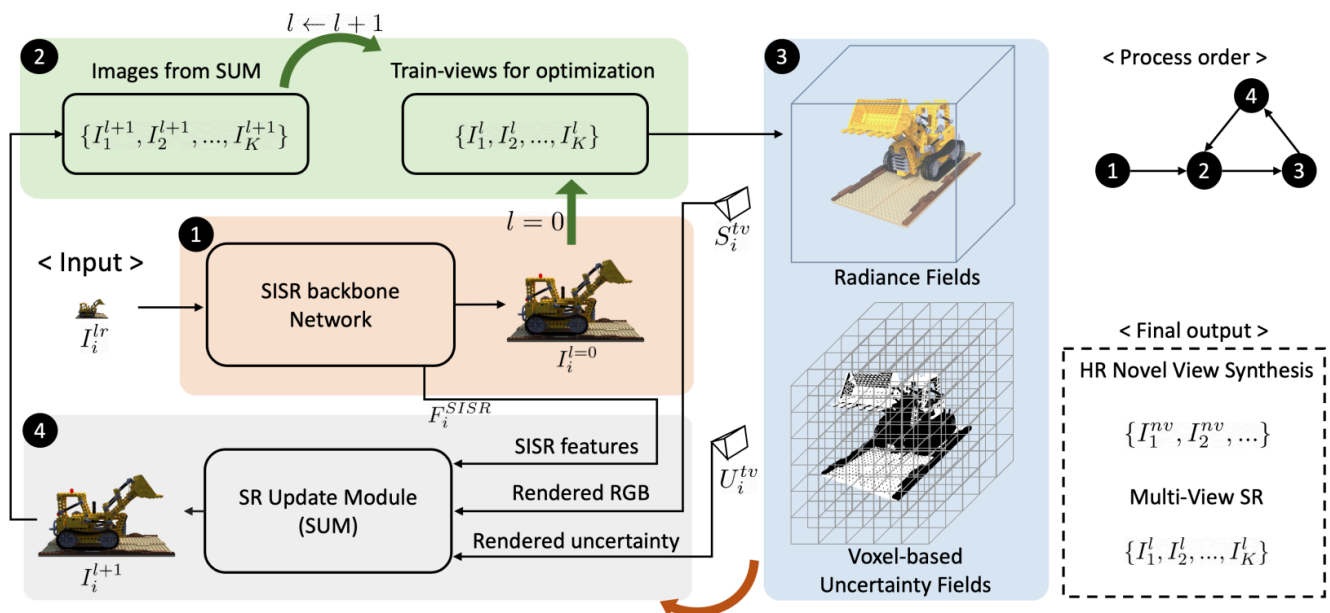 l ← l + 1
2
Images from SUM
{I_1^{l+1}, I_2^{l+1}, ..., I_K^{l+1}}
Train-views for optimization
{I_1^l, I_2^l, ..., I_K^l}
l = 0
1
< Input >
I_i^{lr}
SISR backbone
Network
I_i^{l=0}
F_i^{SISR}
4
SISR features
Rendered RGB
Rendered uncertainty
SR Update Module
(SUM)
I_i^{l+1}
S_i^{tv}
U_i^{tv}
3
Radiance Fields
Voxel-based
Uncertainty Fields
< Process order >
4
1
2
3
< Final output >
HR Novel View Synthesis
{I_1^{nv}, I_2^{nv}, ...}
Multi-View SR
{I_1^l, I_2^l, ..., I_K^l}